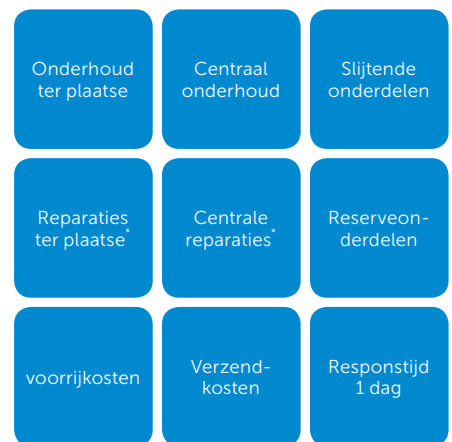 Onderhoud
ter plaatse
Centraal
onderhoud
Slijtende
onderdelen
Reparaties
ter plaatse*
Centrale
reparaties*
Reserveon-
derdelen
voorrijkosten
Verzend-
kosten
Responstijd
1 dag